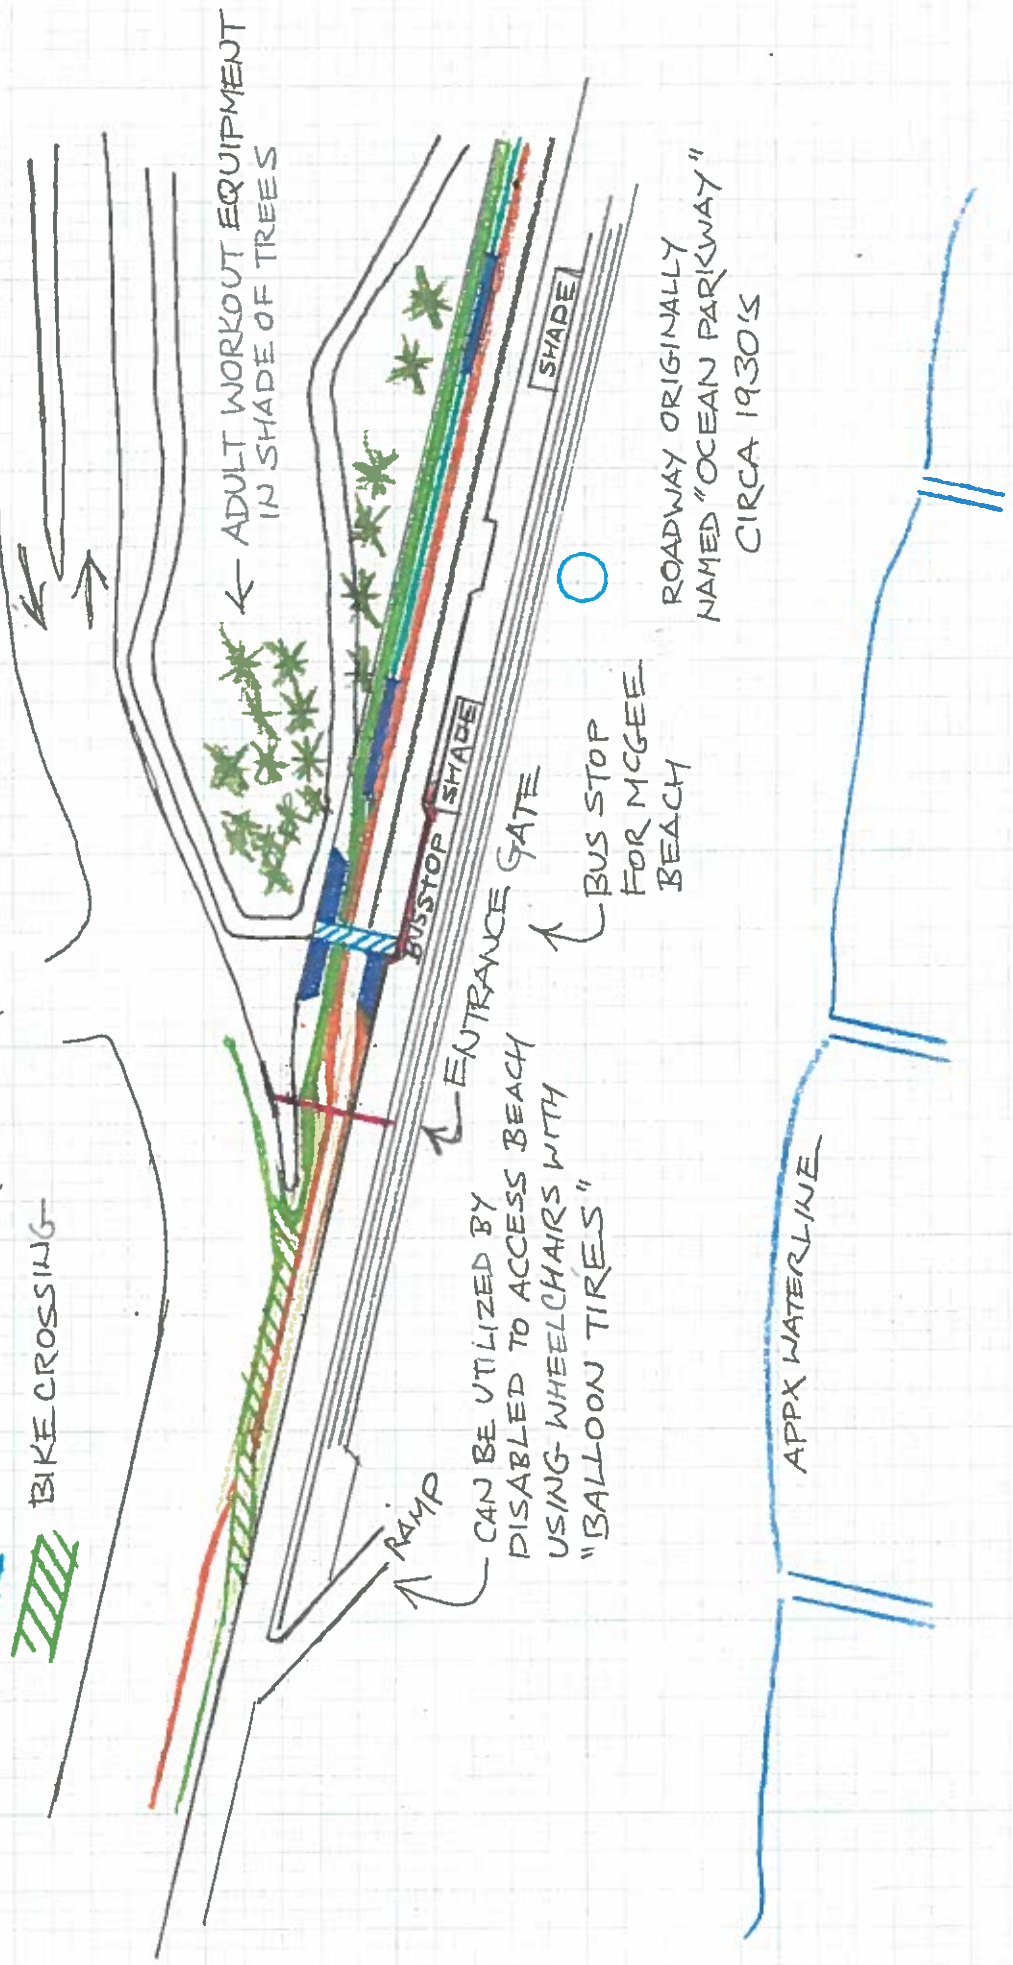 BIKE CROSSING
← ADULT WORKOUT EQUIPMENT
IN SHADE OF TREES
SHADE
SHADE
BUS STOP
ENTRANCE GATE
BUS STOP
FOR MCGEE
BEACH
ROADWAY ORIGINALLY
NAMED "OCEAN PARKWAY"
CIRCA 1930'S
RAMP
CAN BE UTILIZED BY
DISABLED TO ACCESS BEACH
USING WHEELCHAIRS WITH
"BALLOON TIRES"
APPX WATERLINE